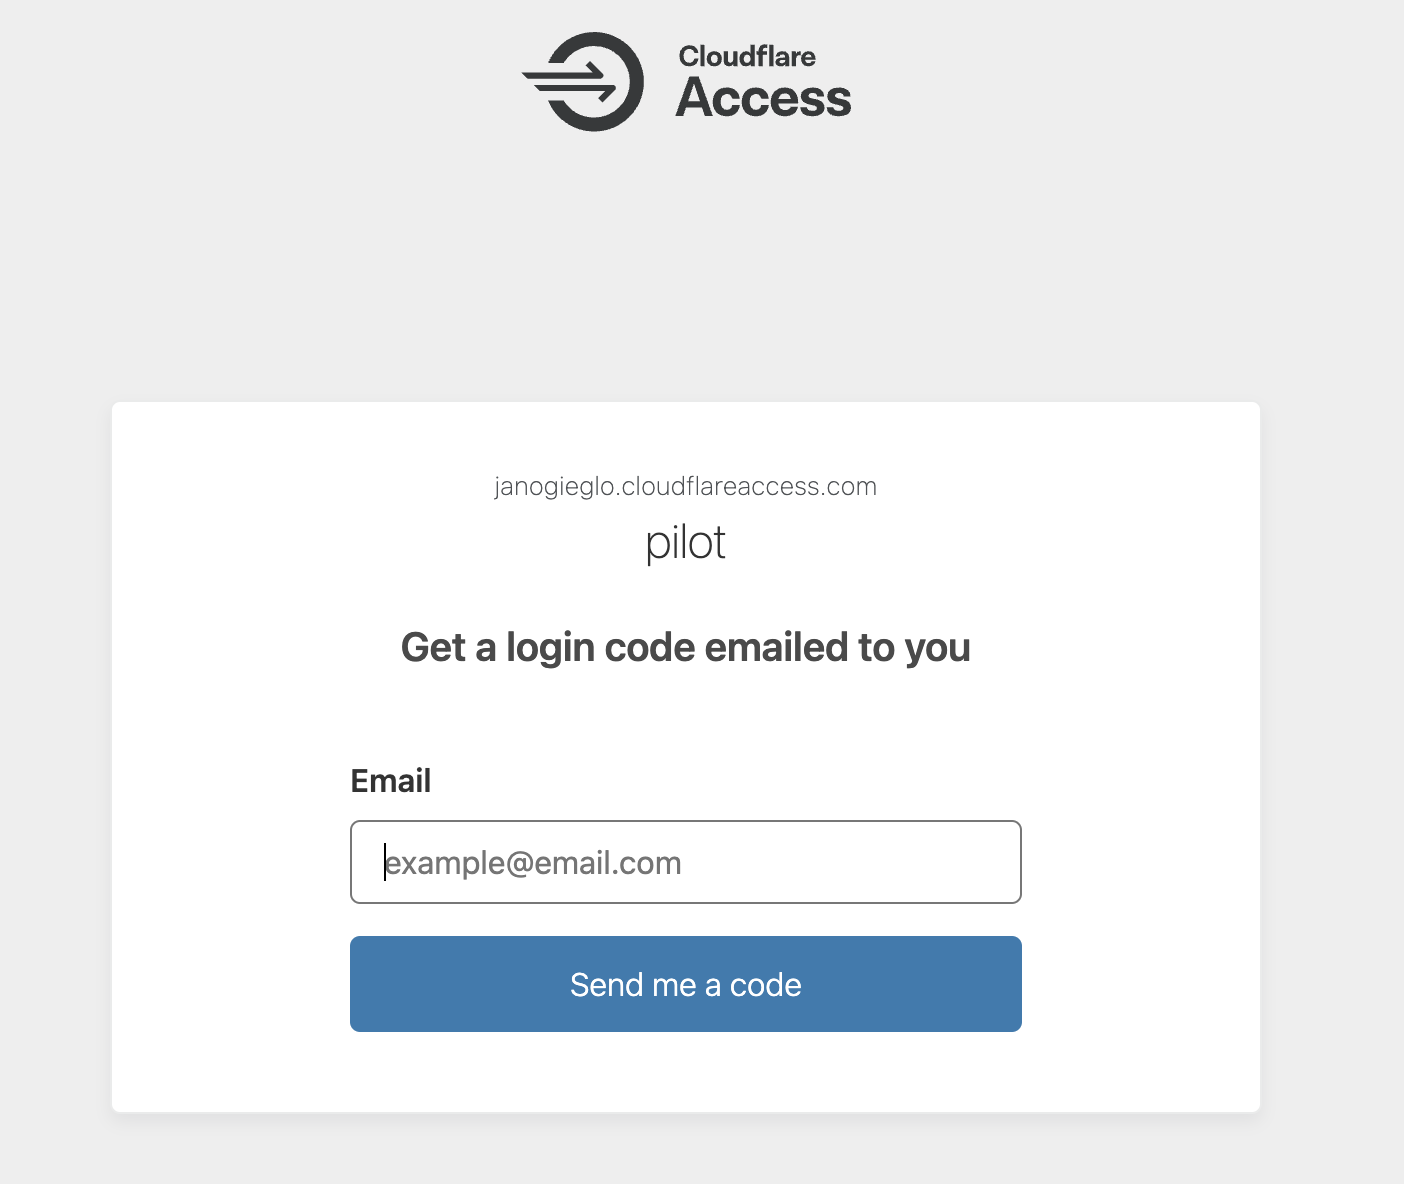 Cloudflare
Access
janogieglo.cloudflareaccess.com
pilot
Get a login code emailed to you
Email
example@email.com
Send me a code